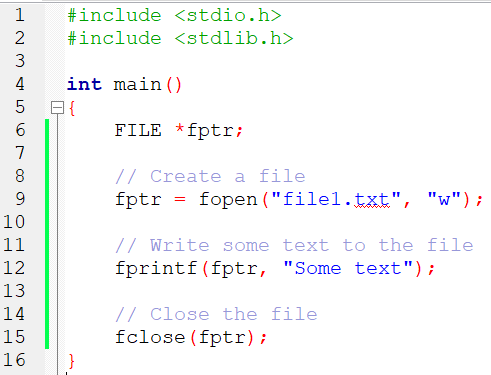 1 #include <stdio.h>
2 #include <stdlib.h>
3
4 int main()
5 {
6 FILE *fptr;
7
8 // Create a file
9 fptr = fopen("file1.txt", "w");
10
11 // Write some text to the file
12 fprintf(fptr, "Some text");
13
14 // Close the file
15 fclose(fptr);
16 }